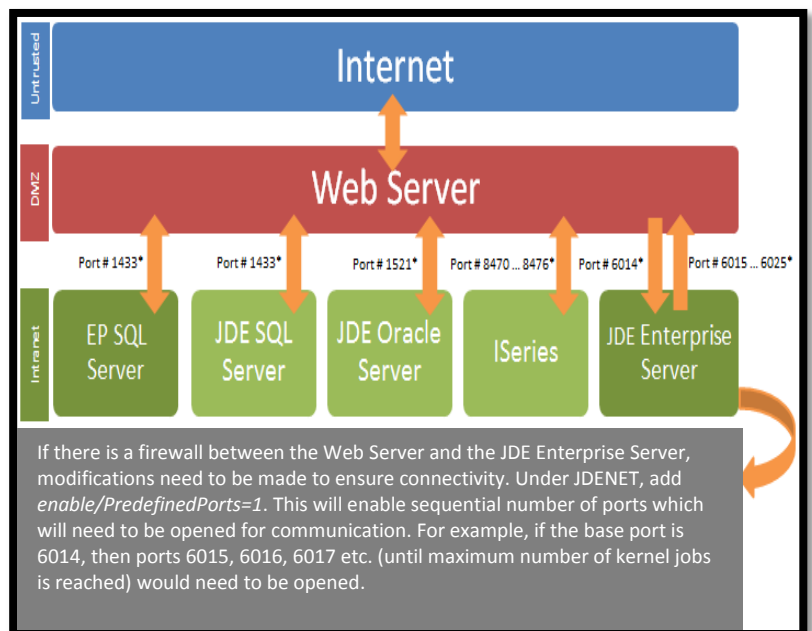 Untrusted
Internet
DMZ
Web Server
Port # 1433*
Port # 1433*
Port # 1521*
Port # 8470 ... 8476*
Port # 6014*
Port # 6015 ... 6025*
Intranet
EP SQL
Server
JDE SQL
Server
JDE Oracle
Server
ISeries
JDE Enterprise
Server
If there is a firewall between the Web Server and the JDE Enterprise Server,
modifications need to be made to ensure connectivity. Under JDENET, add
enable/PredefinedPorts=1. This will enable sequential number of ports which
will need to be opened for communication. For example, if the base port is
6014, then ports 6015, 6016, 6017 etc. (until maximum number of kernel jobs
is reached) would need to be opened.